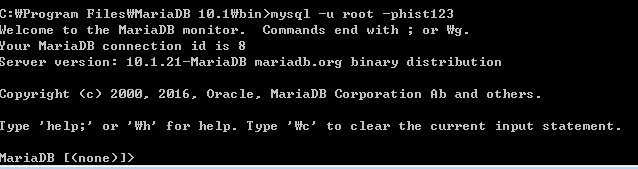 C:₩Program Files₩MariaDB 10.1₩bin>mysql -u root -phist123
Welcome to the MariaDB monitor.  Commands end with ; or ₩g.
Your MariaDB connection id is 8
Server version: 10.1.21-MariaDB mariadb.org binary distribution
Copyright (c) 2000, 2016, Oracle, MariaDB Corporation Ab and others.
Type 'help;' or '₩h' for help. Type '₩c' to clear the current input statement.
MariaDB [(none)]>